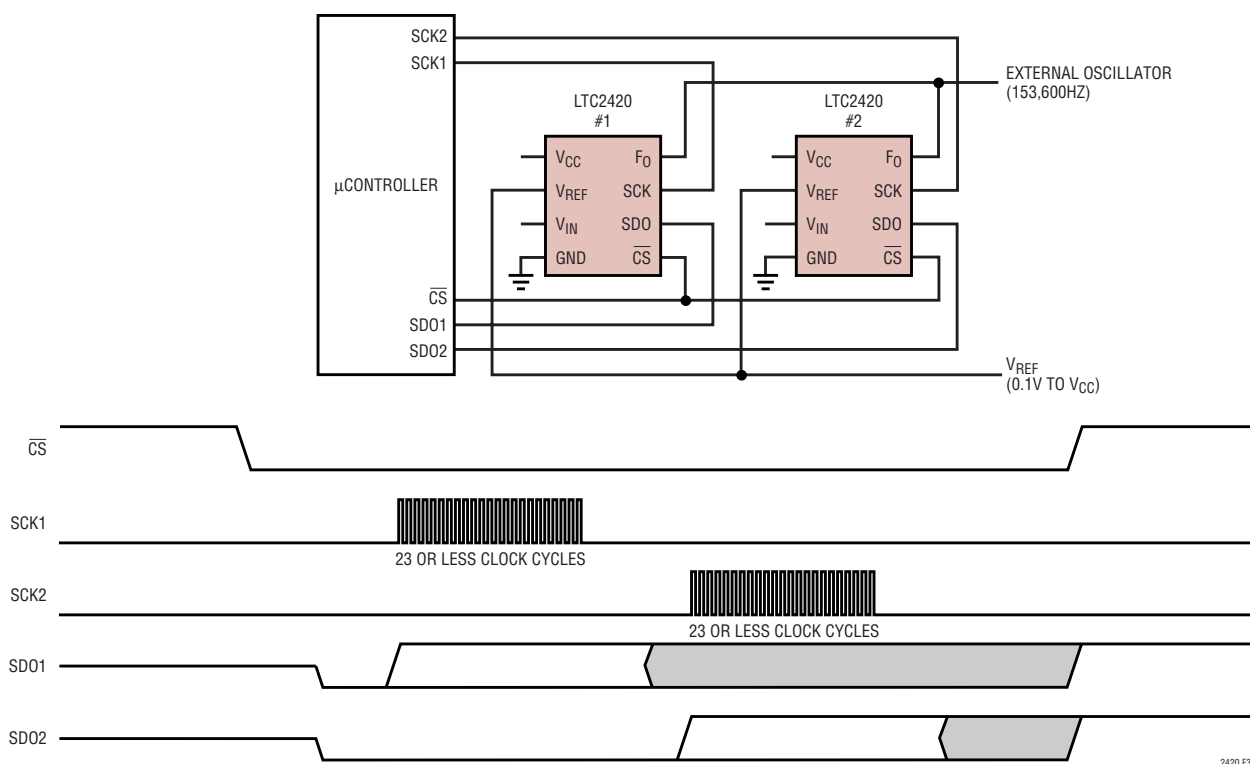 SCK2
SCK1
µCONTROLLER
CS
SDO1
SDO2
LTC2420
#1
VCC
FO
VREF
SCK
VIN
SDO
GND
CS
LTC2420
#2
VCC
FO
VREF
SCK
VIN
SDO
GND
CS
EXTERNAL OSCILLATOR
(153,600HZ)
VREF
(0.1V TO VCC)
CS
SCK1
23 OR LESS CLOCK CYCLES
SCK2
23 OR LESS CLOCK CYCLES
SDO1
SDO2